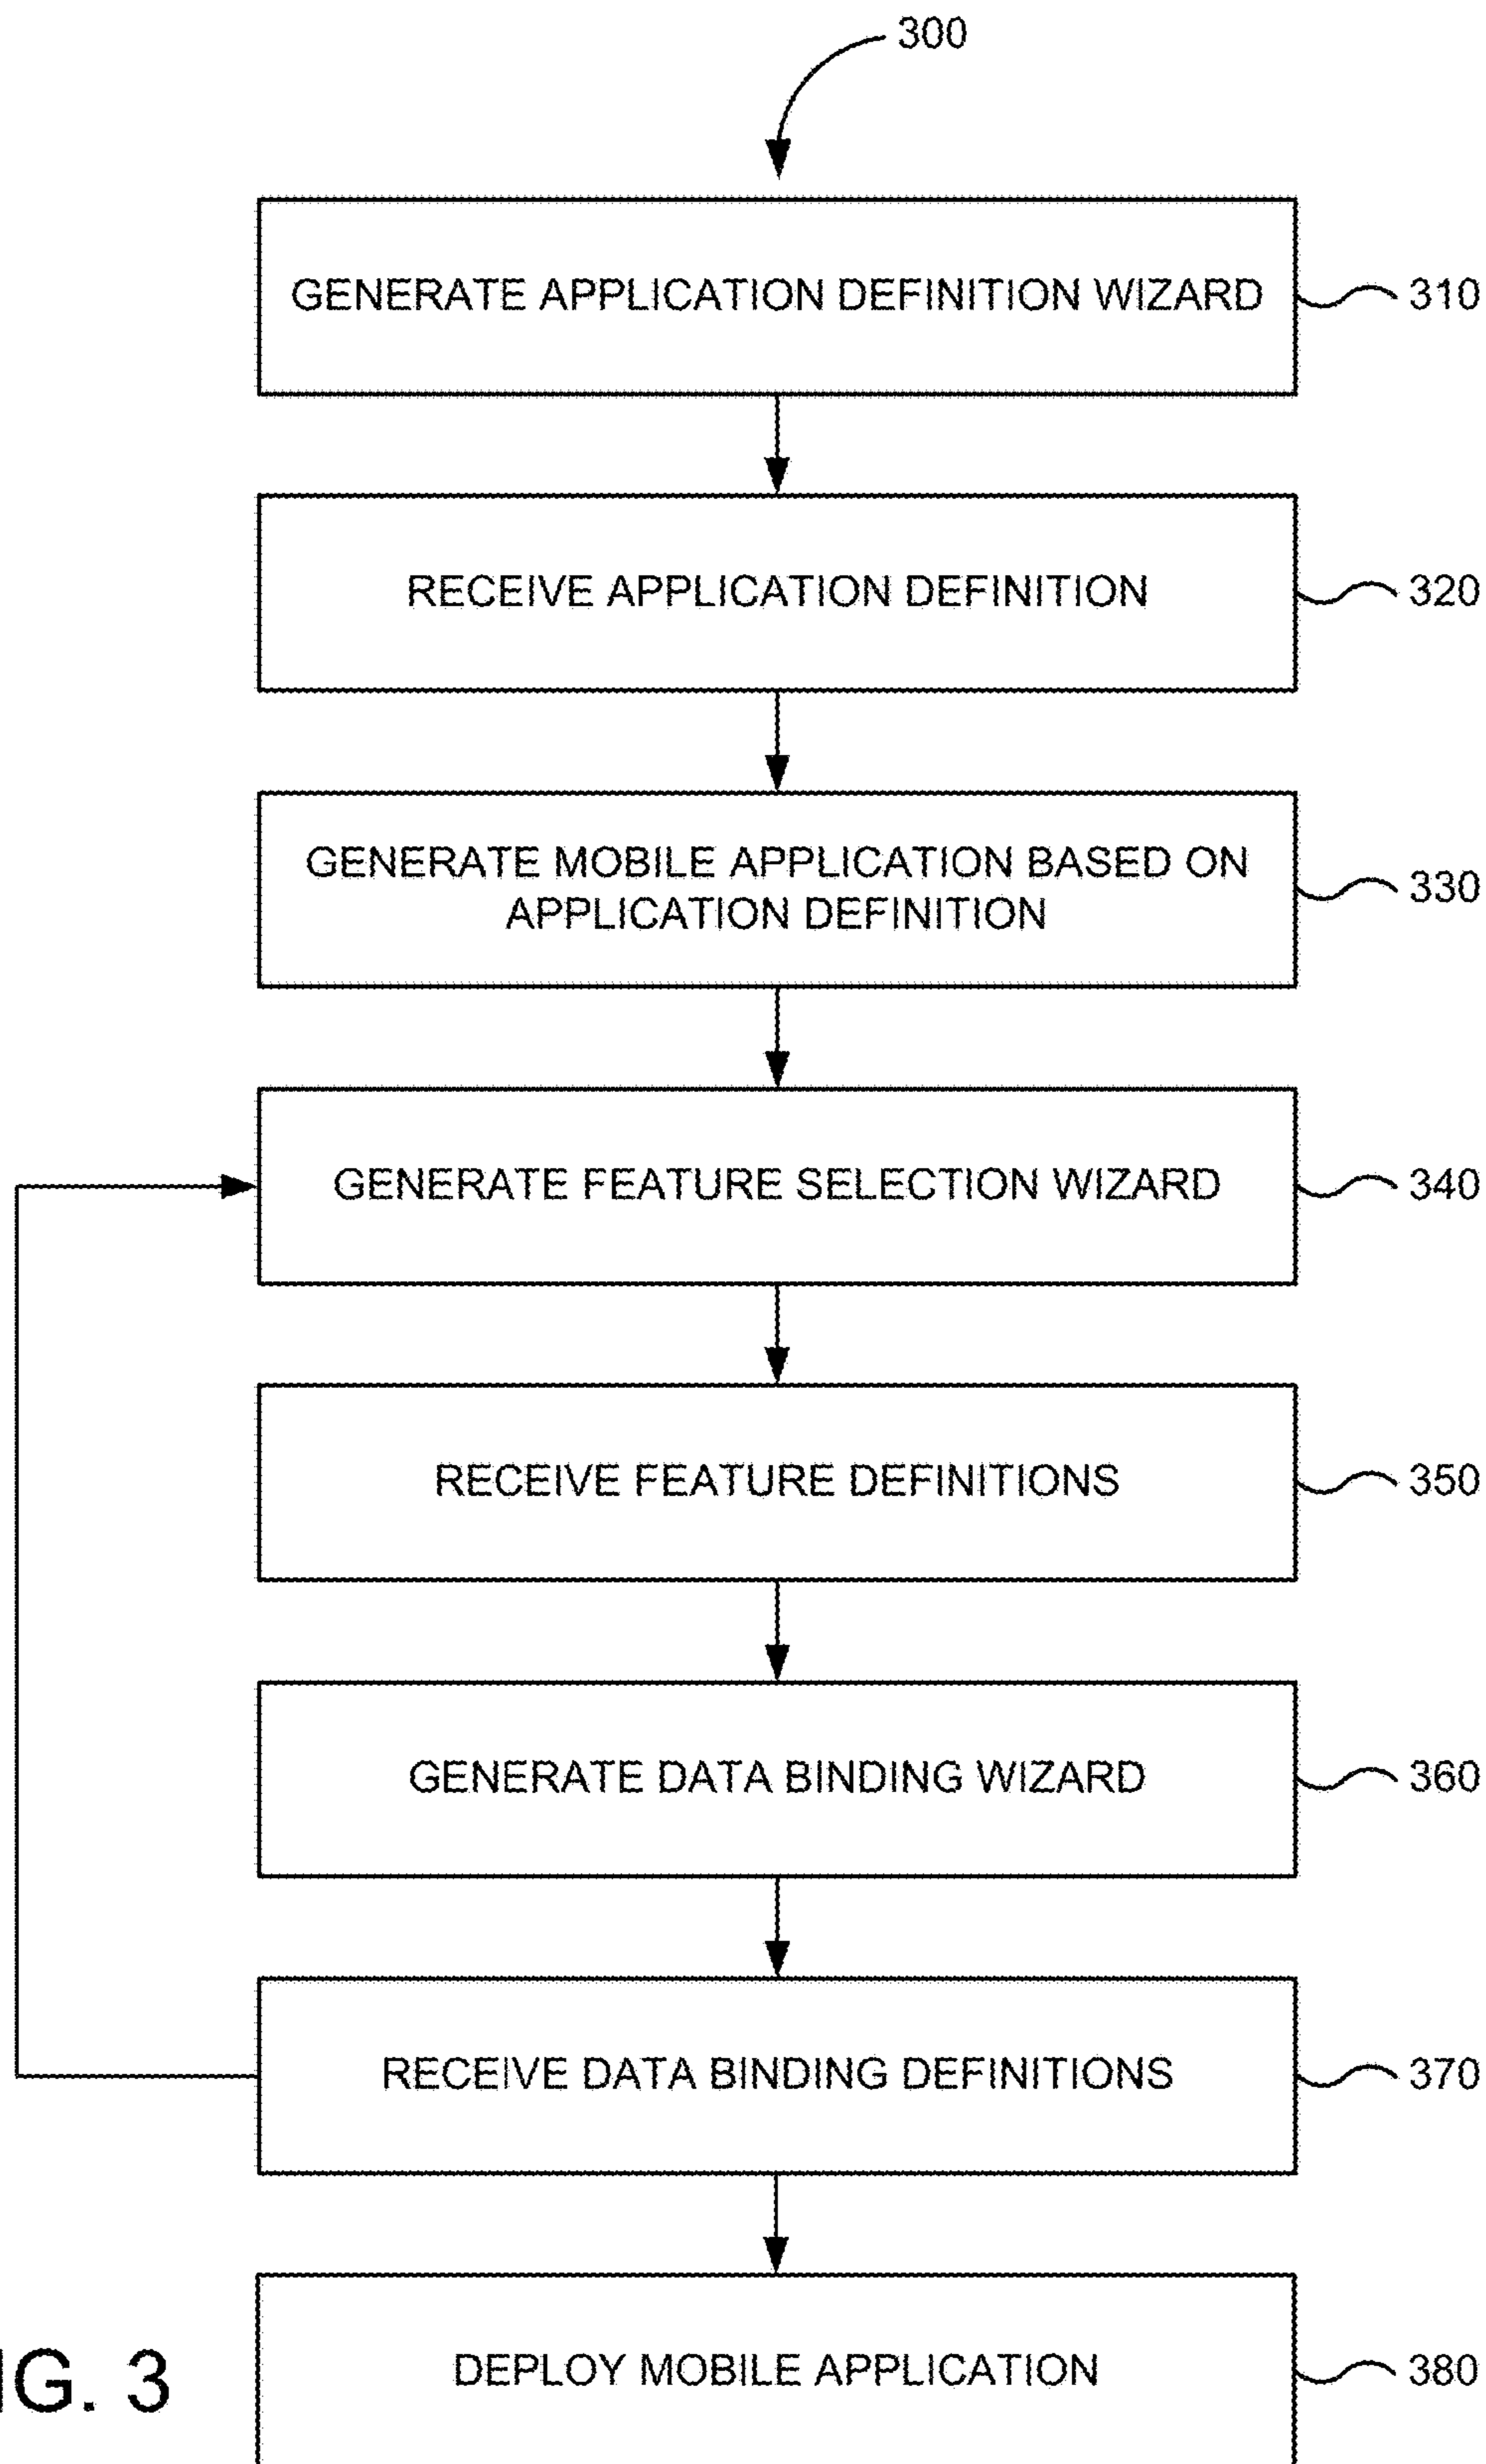 300
GENERATE APPLICATION DEFINITION WIZARD
310
RECEIVE APPLICATION DEFINITION
320
GENERATE MOBILE APPLICATION BASED ON
APPLICATION DEFINITION
330
GENERATE FEATURE SELECTION WIZARD
340
RECEIVE FEATURE DEFINITIONS
350
GENERATE DATA BINDING WIZARD
360
RECEIVE DATA BINDING DEFINITIONS
370
DEPLOY MOBILE APPLICATION
380
IG. 3